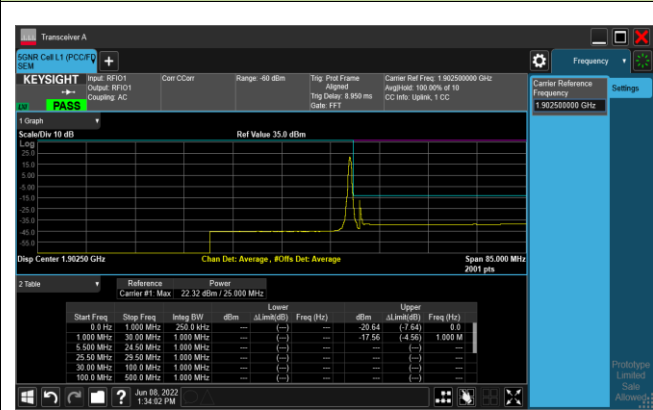 Transceiver A
5GNR Cell L1 (PCC/FD
SEM
+
Frequency
KEYSIGHT Input: RFIO1 Corr CCorr Range: -60 dBm Trig: Prot Frame Carrier Ref Freq: 1.902500000 GHz
Output: RFIO1 Aligned Avg|Hold: 100.00% of 10
Coupling: AC Trig Delay: 8.950 ms CC Info: Uplink, 1 CC
PASS Gate: FFT
Carrier Reference
Frequency
1.902500000 GHz
Settings
1 Graph
Scale/Div 10 dB Ref Value 35.0 dBm
Log
25.0
15.0
5.00
-5.00
-15.0
-25.0
-35.0
-45.0
-55.0
Disp Center 1.90250 GHz Chan Det: Average , #Offs Det: Average Span 85.000 MHz
2001 pts
2 Table
Reference Power
Carrier #1. Max 22.32 dBm / 25.000 MHz
Lower Upper
Start Freq Stop Freq Integ BW dBm ΔLimit(dB) Freq (Hz) dBm ΔLimit(dB) Freq (Hz)
0.0 Hz 1.000 MHz 250.0 kHz --- (---) --- -20.64 (-7.64) 0.0
1.000 MHz 30.00 MHz 1.000 MHz --- (---) --- -17.56 (-4.56) 1.000 M
5.500 MHz 24.50 MHz 1.000 MHz --- (---) --- --- (---) ---
25.50 MHz 29.50 MHz 1.000 MHz --- (---) --- --- (---) ---
30.00 MHz 100.0 MHz 1.000 MHz --- (---) --- --- (---) ---
100.0 MHz 500.0 MHz 1.000 MHz --- (---) --- --- (---) ---
Prototype
Limited
Sale
Allowed
? Jun 08, 2022
1:34:02 PM